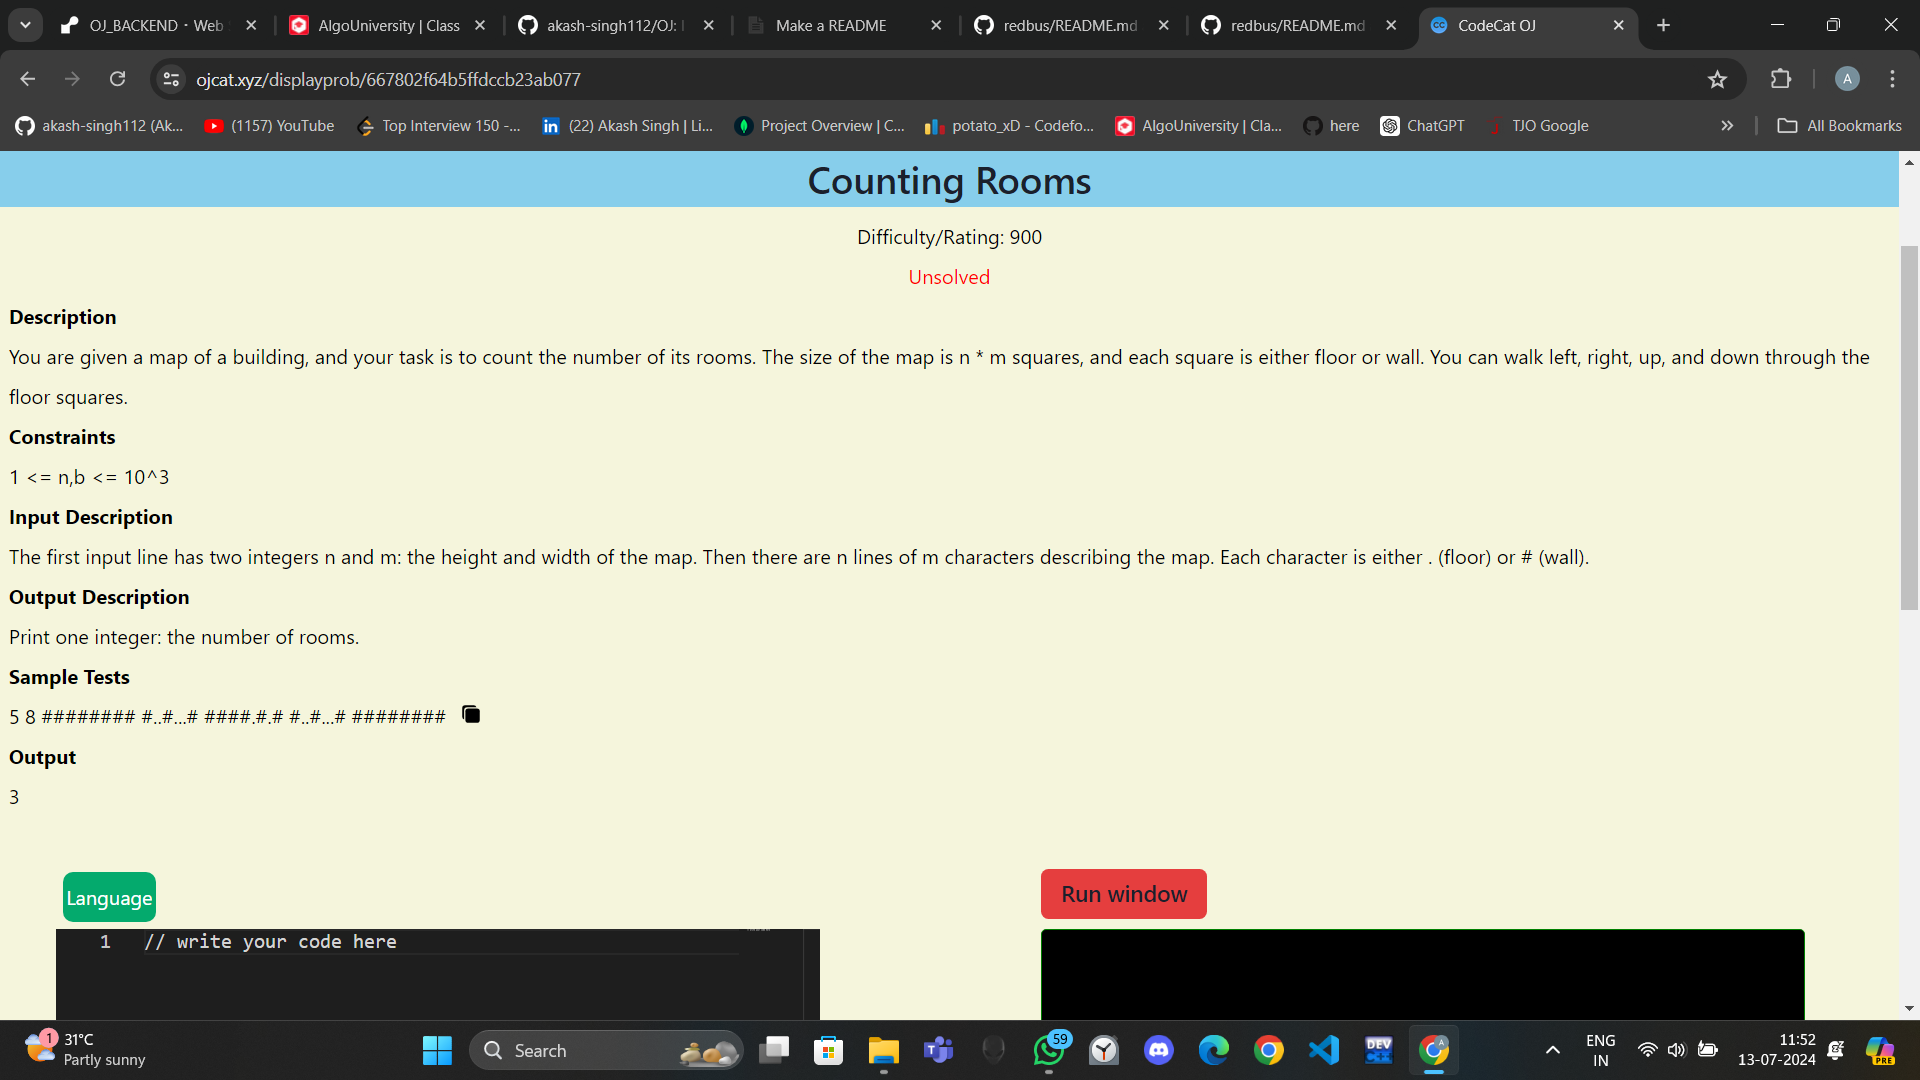 OJ_BACKEND · Web
AlgoUniversity | Class
akash-singh112/OJ:
Make a README
redbus/README.md
redbus/README.md
CodeCat OJ
ojcat.xyz/displayprob/667802f64b5ffdccb23ab077
A
akash-singh112 (Ak...
(1157) YouTube
Top Interview 150 -...
(22) Akash Singh | Li...
Project Overview | C...
potato_xD - Codefo...
AlgoUniversity | Cla...
here
ChatGPT
TJO Google
All Bookmarks
Counting Rooms
Difficulty/Rating: 900
Unsolved
Description
You are given a map of a building, and your task is to count the number of its rooms. The size of the map is n * m squares, and each square is either floor or wall. You can walk left, right, up, and down through the
floor squares.
Constraints
1 <= n,b <= 10^3
Input Description
The first input line has two integers n and m: the height and width of the map. Then there are n lines of m characters describing the map. Each character is either . (floor) or # (wall).
Output Description
Print one integer: the number of rooms.
Sample Tests
5 8 ######## #..#...# ####.#.# #..#...# ########
Output
3
Language
Run window
1 // write your code here
1
31°C
Partly sunny
Search
59
DEV
A
ENG
IN
11:52
13-07-2024
PRE